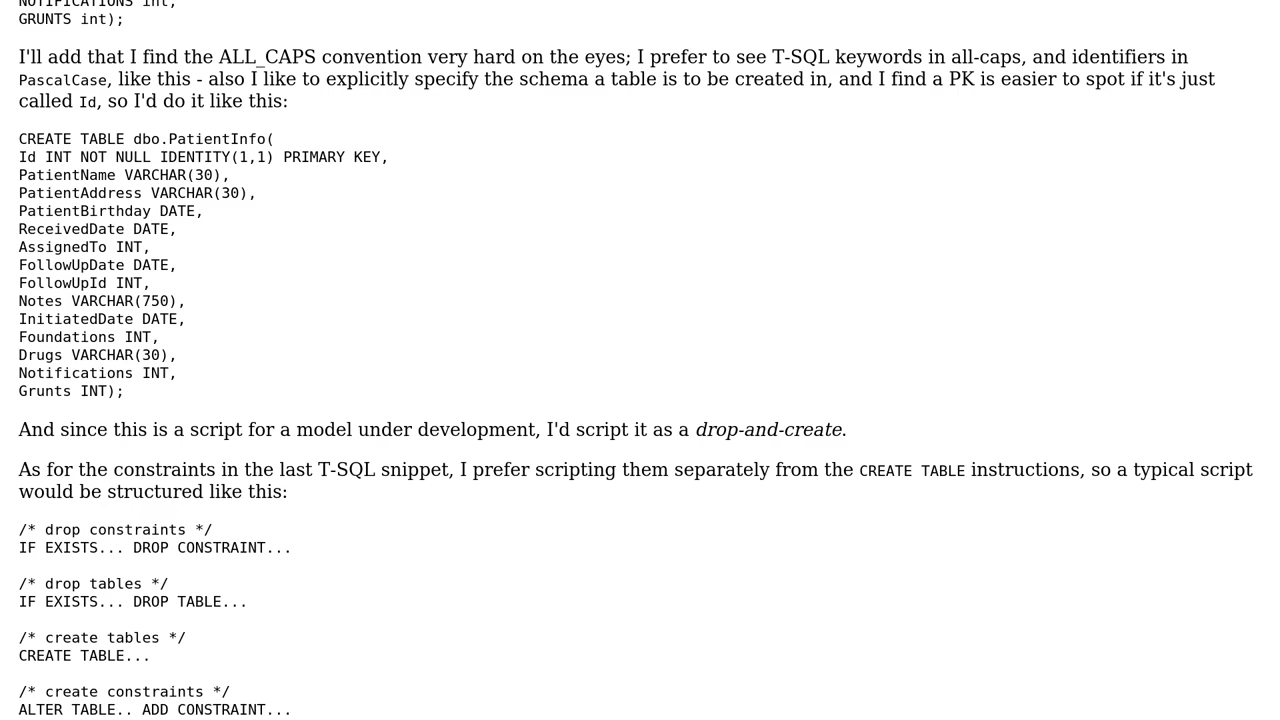 NOTIFICATIONS int,
GRUNTS int);
I'll add that I find the ALL_CAPS convention very hard on the eyes; I prefer to see T-SQL keywords in all-caps, and identifiers in
PascalCase, like this - also I like to explicitly specify the schema a table is to be created in, and I find a PK is easier to spot if it's just
called Id, so I'd do it like this:
CREATE TABLE dbo.PatientInfo(
Id INT NOT NULL IDENTITY(1,1) PRIMARY KEY,
PatientName VARCHAR(30),
PatientAddress VARCHAR(30),
PatientBirthday DATE,
ReceivedDate DATE,
AssignedTo INT,
FollowUpDate DATE,
FollowUpId INT,
Notes VARCHAR(750),
InitiatedDate DATE,
Foundations INT,
Drugs VARCHAR(30),
Notifications INT,
Grunts INT);
And since this is a script for a model under development, I'd script it as a drop-and-create.
As for the constraints in the last T-SQL snippet, I prefer scripting them separately from the CREATE TABLE instructions, so a typical script
would be structured like this:
/* drop constraints */
IF EXISTS... DROP CONSTRAINT...
/* drop tables */
IF EXISTS... DROP TABLE...
/* create tables */
CREATE TABLE...
/* create constraints */
ALTER TABLE.. ADD CONSTRAINT...